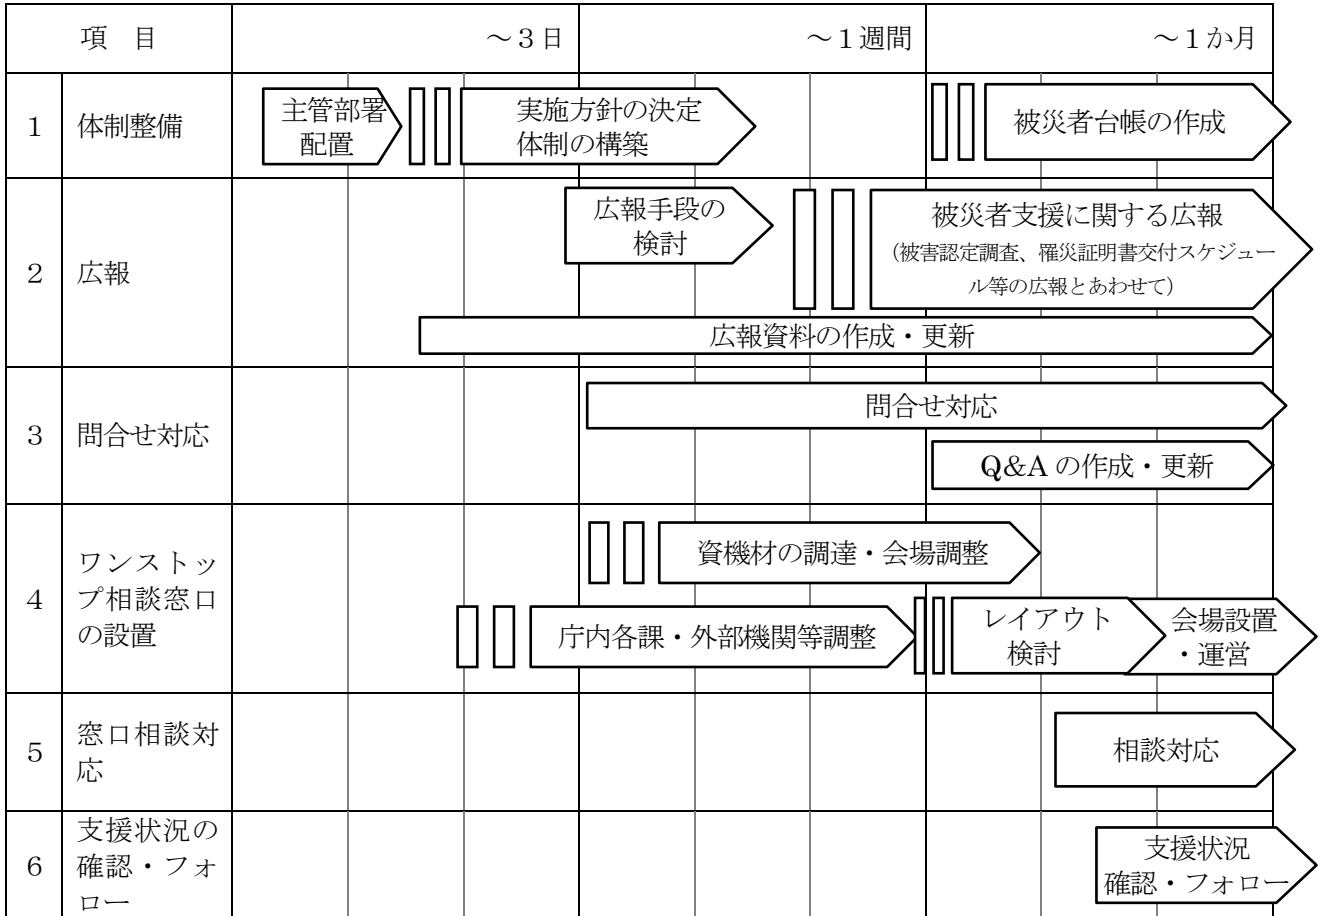 項　目
～３日
～１週間
～１か月
1
体制整備
主管部署
配置
実施方針の決定
体制の構築
被災者台帳の作成
2
広報
広報手段の
検討
被災者支援に関する広報
（被害認定調査、罹災証明書交付スケジュー
ル等の広報とあわせて）
広報資料の作成・更新
3
問合せ対応
問合せ対応
Q&A の作成・更新
4
ワンストッ
プ相談窓口
の設置
資機材の調達・会場調整
庁内各課・外部機関等調整
レイアウト
検討
会場設置
・運営
5
窓口相談対
応
相談対応
6
支援状況の
確認・フォ
ロー
支援状況
確認・フォロー